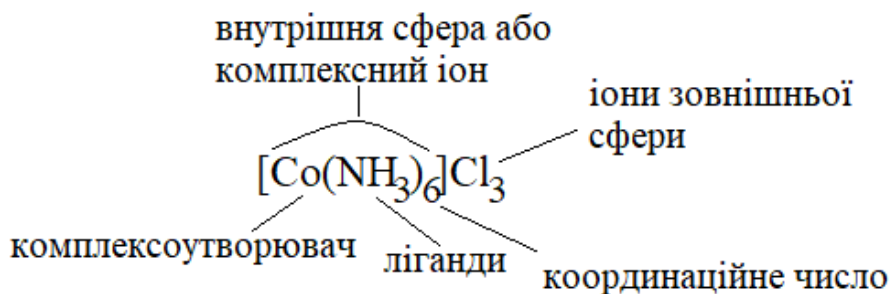 внутрішня сфера або
комплексний іон
іони зовнішньої
сфери
[Co(NH₃)₆]Cl₃
комплексоутворювач
ліганди
координаційне число